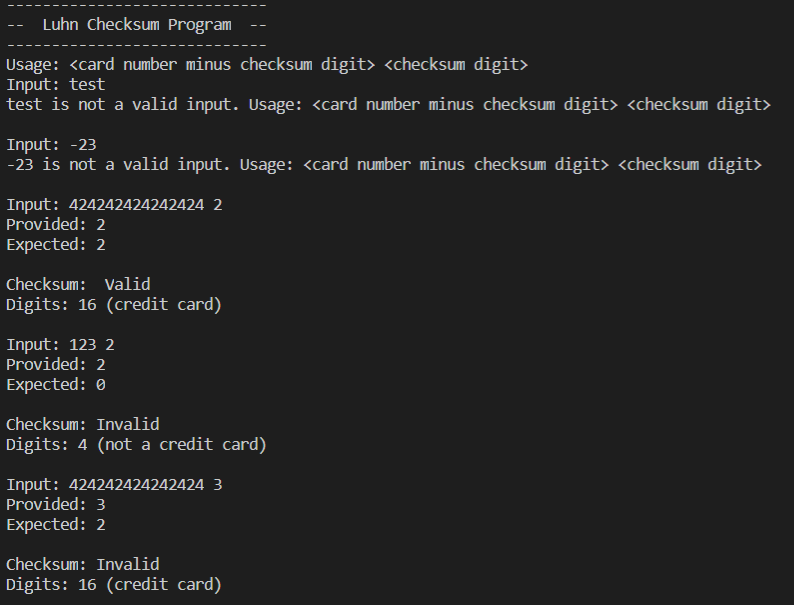 -----------------------------
--  Luhn Checksum Program  --
-----------------------------
Usage: <card number minus checksum digit> <checksum digit>
Input: test
test is not a valid input. Usage: <card number minus checksum digit> <checksum digit>
Input: -23
-23 is not a valid input. Usage: <card number minus checksum digit> <checksum digit>
Input: 424242424242424 2
Provided: 2
Expected: 2
Checksum:  Valid
Digits: 16 (credit card)
Input: 123 2
Provided: 2
Expected: 0
Checksum: Invalid
Digits: 4 (not a credit card)
Input: 424242424242424 3
Provided: 3
Expected: 2
Checksum: Invalid
Digits: 16 (credit card)